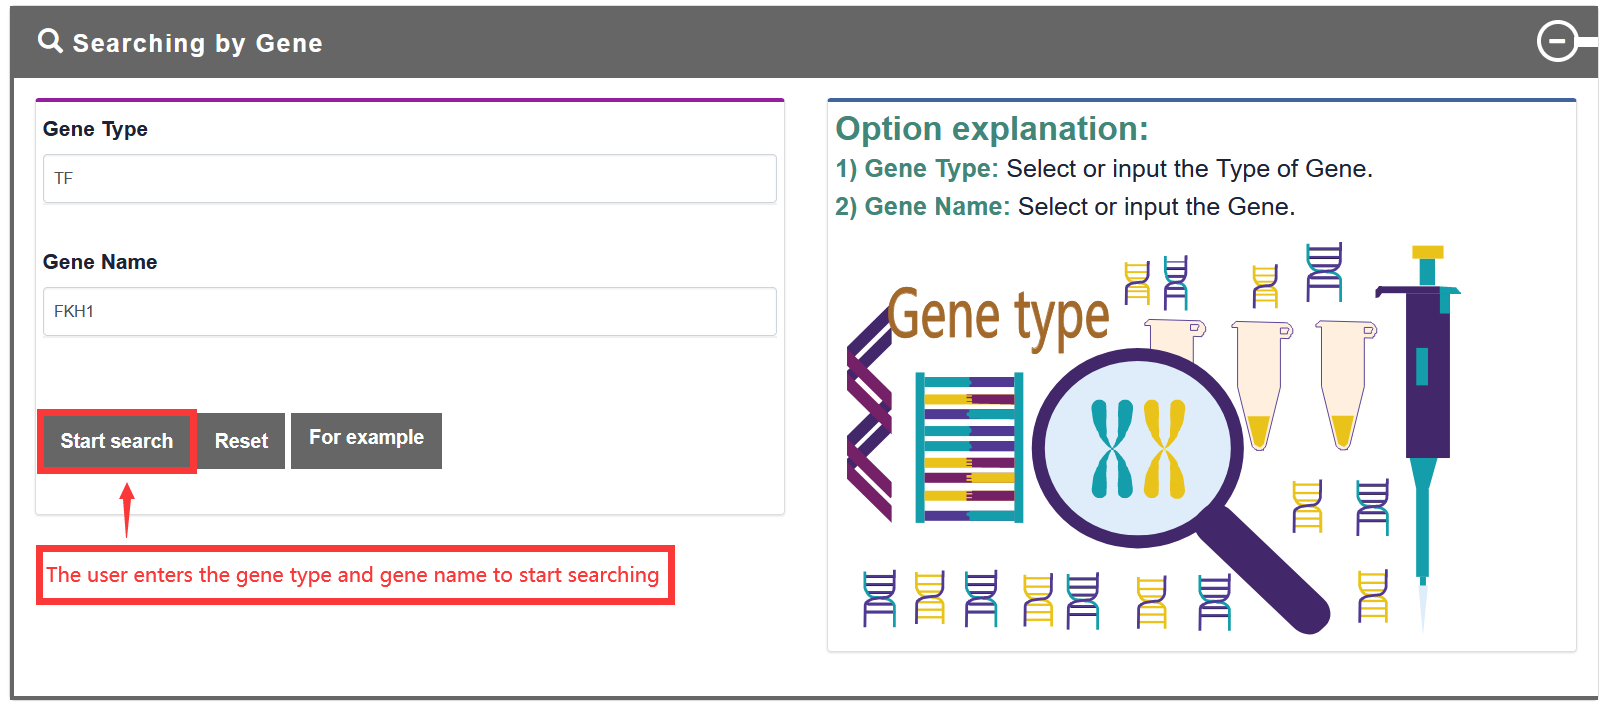 Searching by Gene
Gene Type
TF
Gene Name
FKH1
Start search
Reset
For example
The user enters the gene type and gene name to start searching
Option explanation:
1) Gene Type: Select or input the Type of Gene.
2) Gene Name: Select or input the Gene.
Gene type